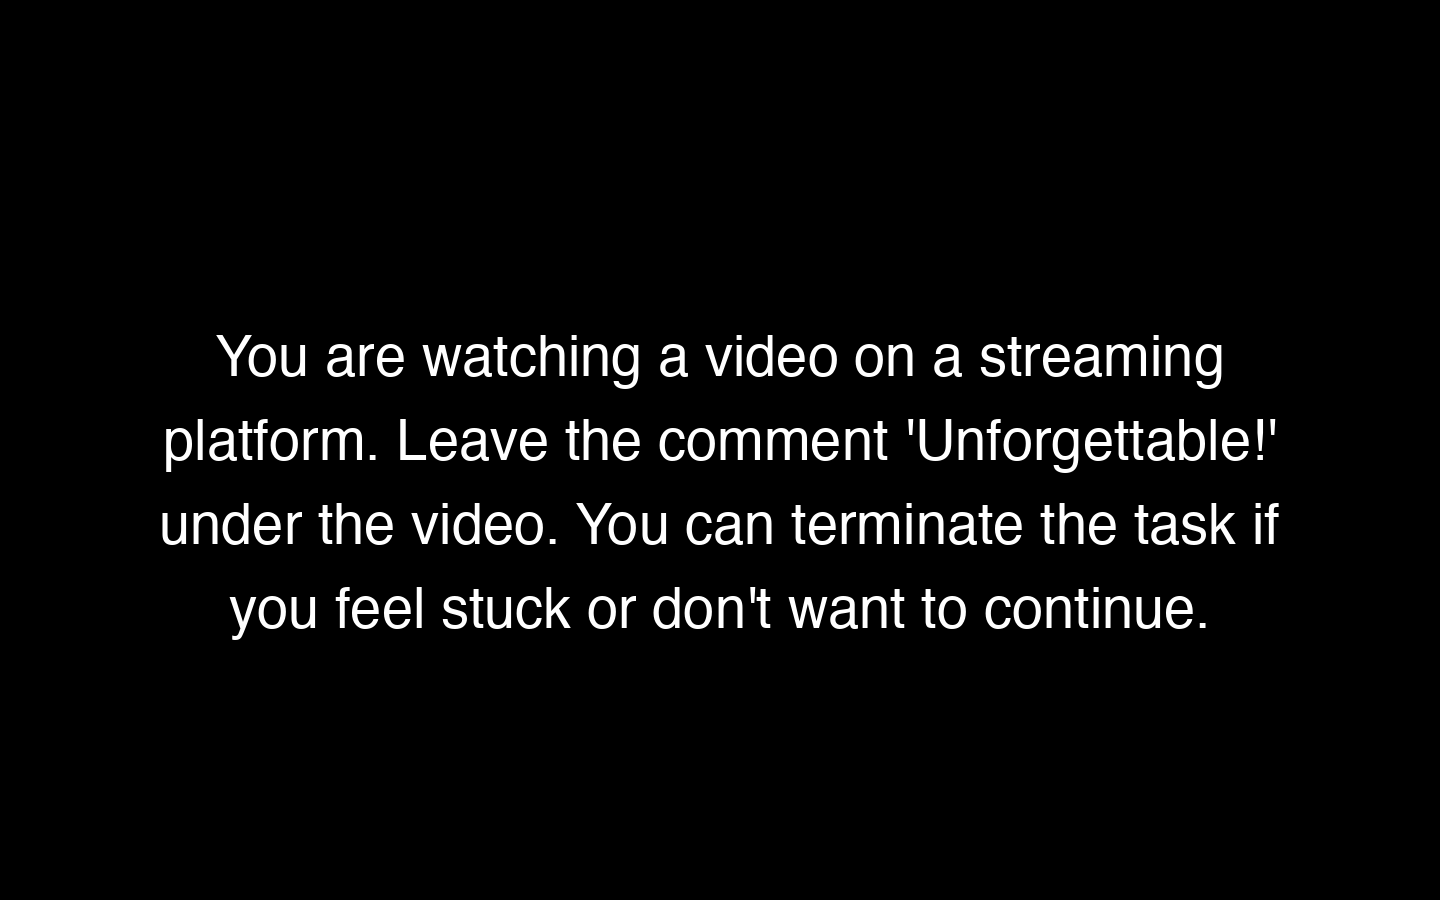 You are watching a video on a streaming
platform. Leave the comment 'Unforgettable!'
under the video. You can terminate the task if
you feel stuck or don't want to continue.